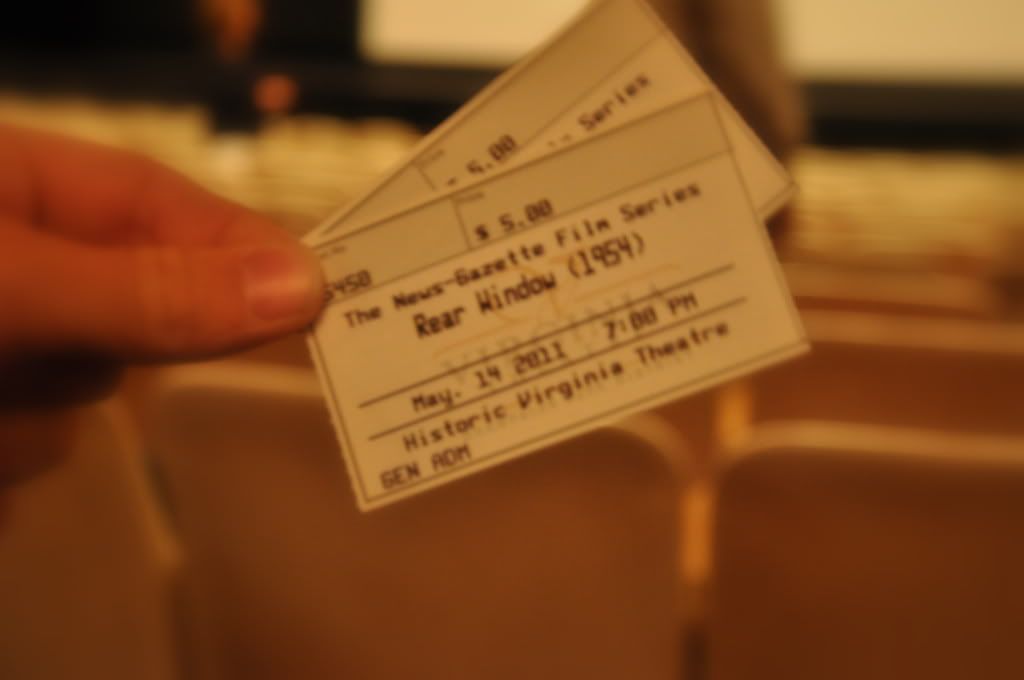 5.00
Series
$ 5.00
5450
The News-Gazette Film Series
Rear Window (1954)
May. 14 2011 7:00 PM
Historic Virginia Theatre
GEN ADM